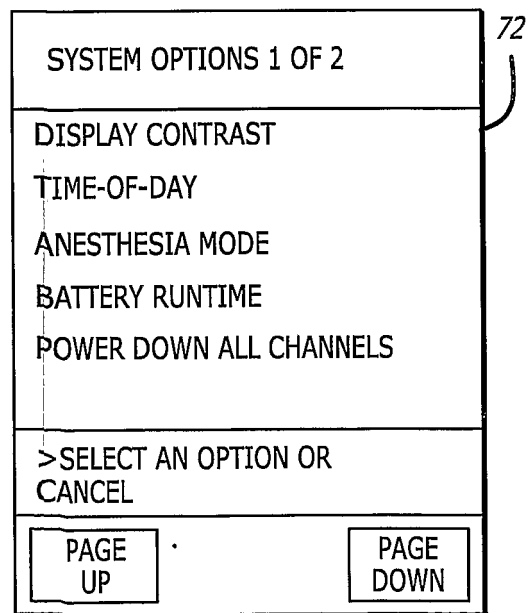 72
SYSTEM OPTIONS 1 OF 2
DISPLAY CONTRAST
TIME-OF-DAY
ANESTHESIA MODE
BATTERY RUNTIME
POWER DOWN ALL CHANNELS
>SELECT AN OPTION OR
CANCEL
PAGE
UP
PAGE
DOWN